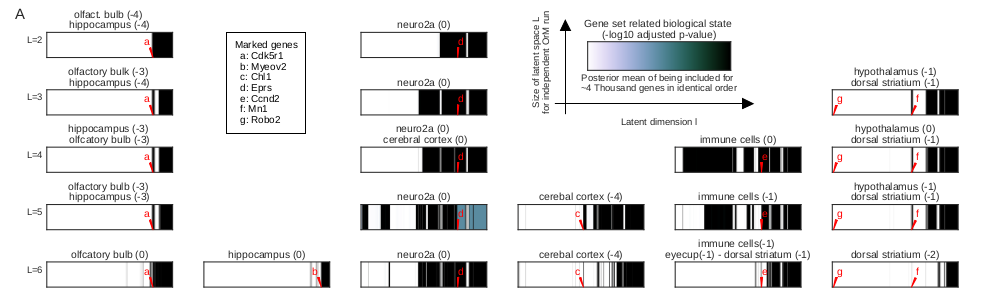 A
olfact. bulb (-4)
hippocampus (-4)
L=2
a
Marked genes
a: Cdk5r1
b: Myeov2
c: Chl1
d: Eprs
e: Ccnd2
f: Mn1
g: Robo2
neuro2a (0)
d
Size of latent space L
for independent OrM run
Gene set related biological state
(-log10 adjusted p-value)
Posterior mean of being included for
~4 Thousand genes in identical order
Latent dimension l
olfactory bulk (-3)
hippocampus (-4)
L=3
a
neuro2a (0)
d
hypothalamus (-1)
dorsal striatium (-1)
g
f
hippocampus (-3)
olfcatory bulb (-3)
L=4
a
neuro2a (0)
cerebral cortex (0)
d
immune cells (0)
e
hypothalamus (0)
dorsal striatium (-1)
g
f
olfactory bulb (-3)
hippocampus (-3)
L=5
a
neuro2a (0)
d
cerebal cortex (-4)
c
immune cells (-1)
e
hypothalamus (-1)
dorsal striatium (-1)
g
f
L=6
olfcatory bulb (0)
a
hippocampus (0)
b
neuro2a (0)
d
cerebral cortex (-4)
c
immune cells(-1)
eyecup(-1) - dorsal striatium (-1)
e
dorsal striatium (-2)
g
f